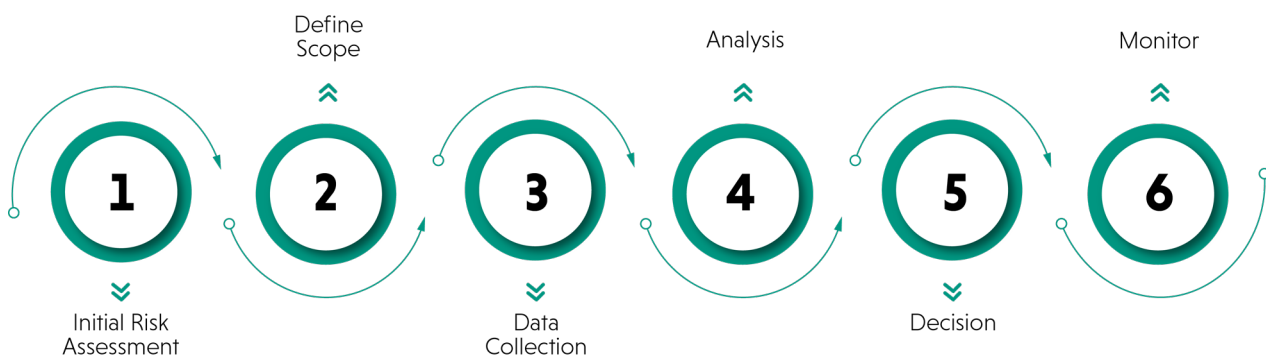 1
Initial Risk
Assessment
Define
Scope
2
3
Data
Collection
Analysis
4
5
Decision
Monitor
6